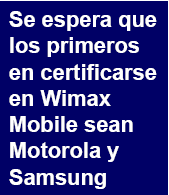 Se espera que
los primeros
en certificarse
en Wimax
Mobile sean
Motorola y
Samsung